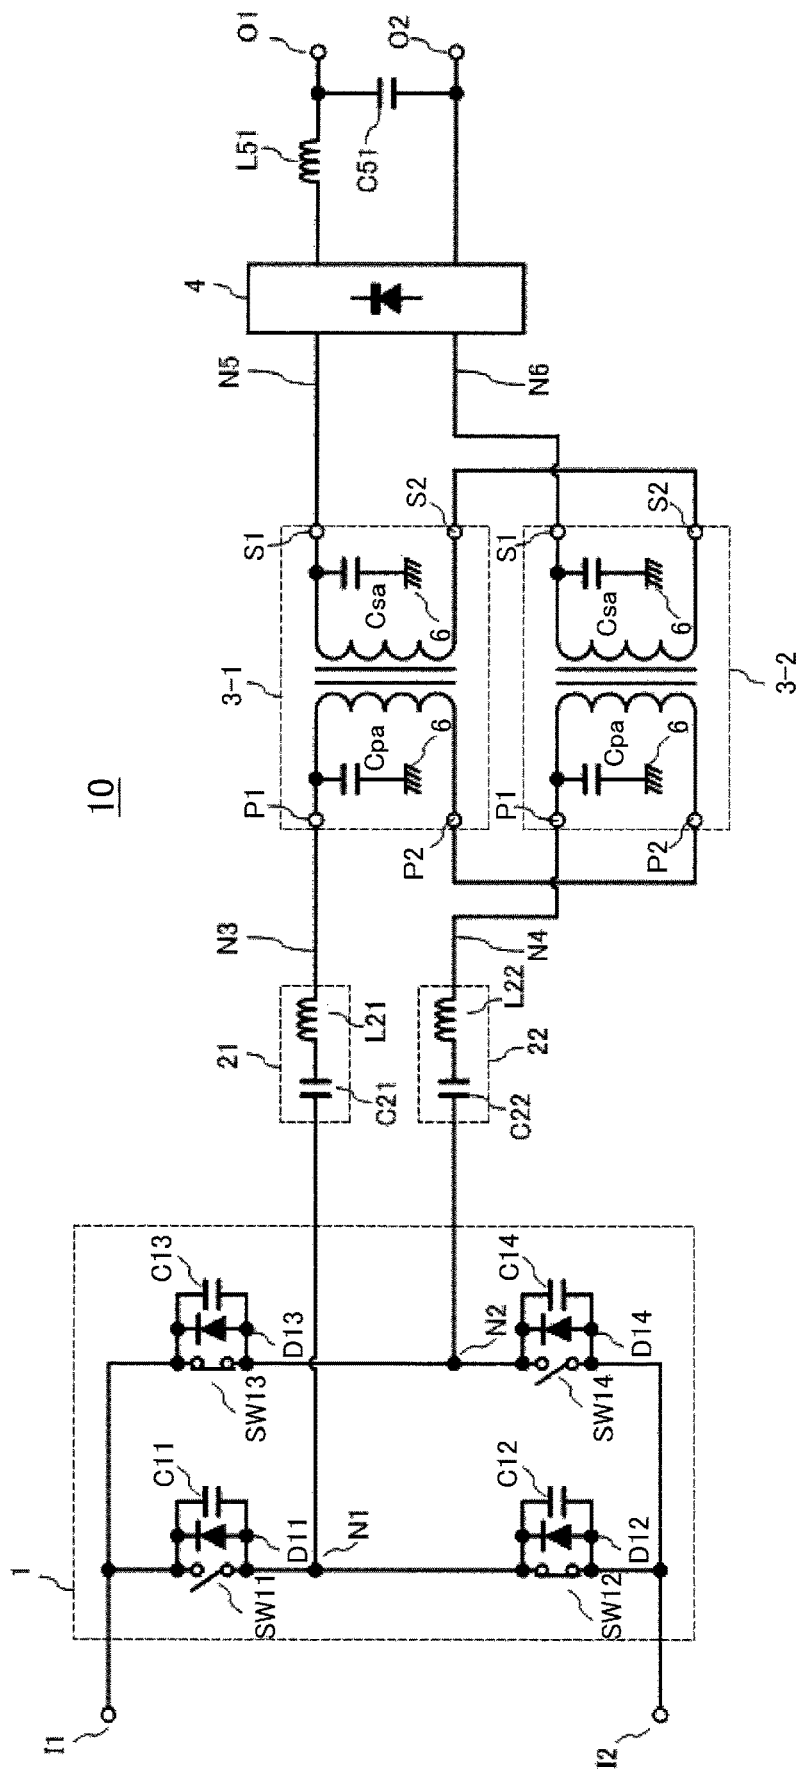 10
I1
I2
1
SW11
D11
C11
SW13
D13
C13
N1
SW12
D12
C12
N2
SW14
D14
C14
21
C21
L21
22
C22
L22
N3
N4
3-1
P1
P2
Cpa
6
Csa
6
S1
S2
3-2
P1
P2
Cpa
6
Csa
6
S1
S2
N5
N6
4
L51
C51
O1
O2